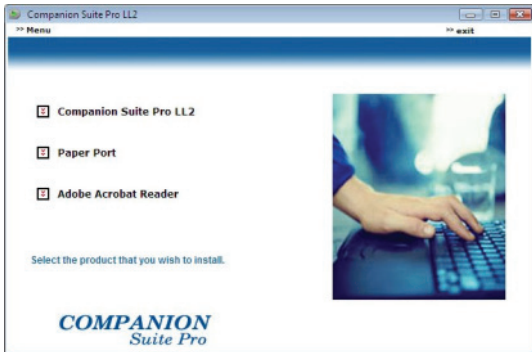 Companion Suite Pro LL2
>> Menu
>> exit
Companion Suite Pro LL2
Paper Port
Adobe Acrobat Reader
Select the product that you wish to install.
COMPANION
Suite Pro